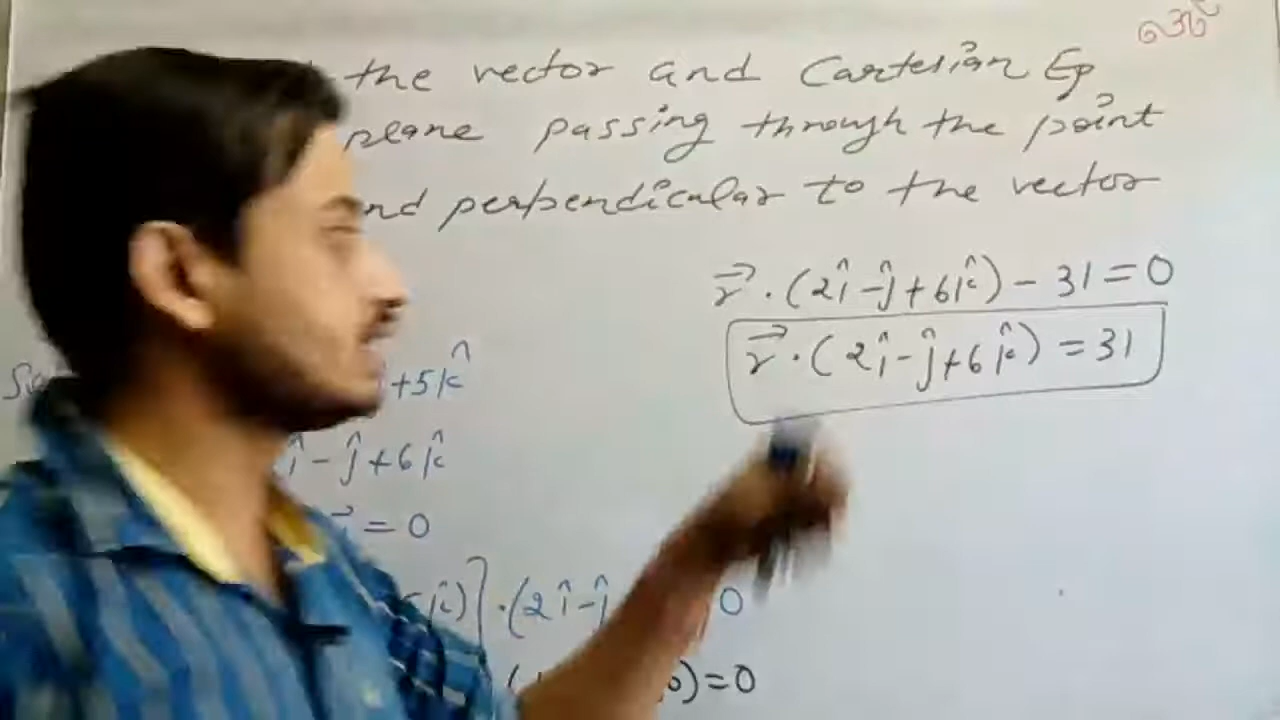 the vector and Cartesian Eq
plane passing through the point
nd perpendicular to the vector
r⃗ . (2î - ĵ + 6k̂) - 31 = 0
r⃗ . (2î - ĵ + 6k̂) = 31
+5k̂
î - ĵ + 6k̂
= 0
k̂)] . (2î - ĵ 0
) = 0